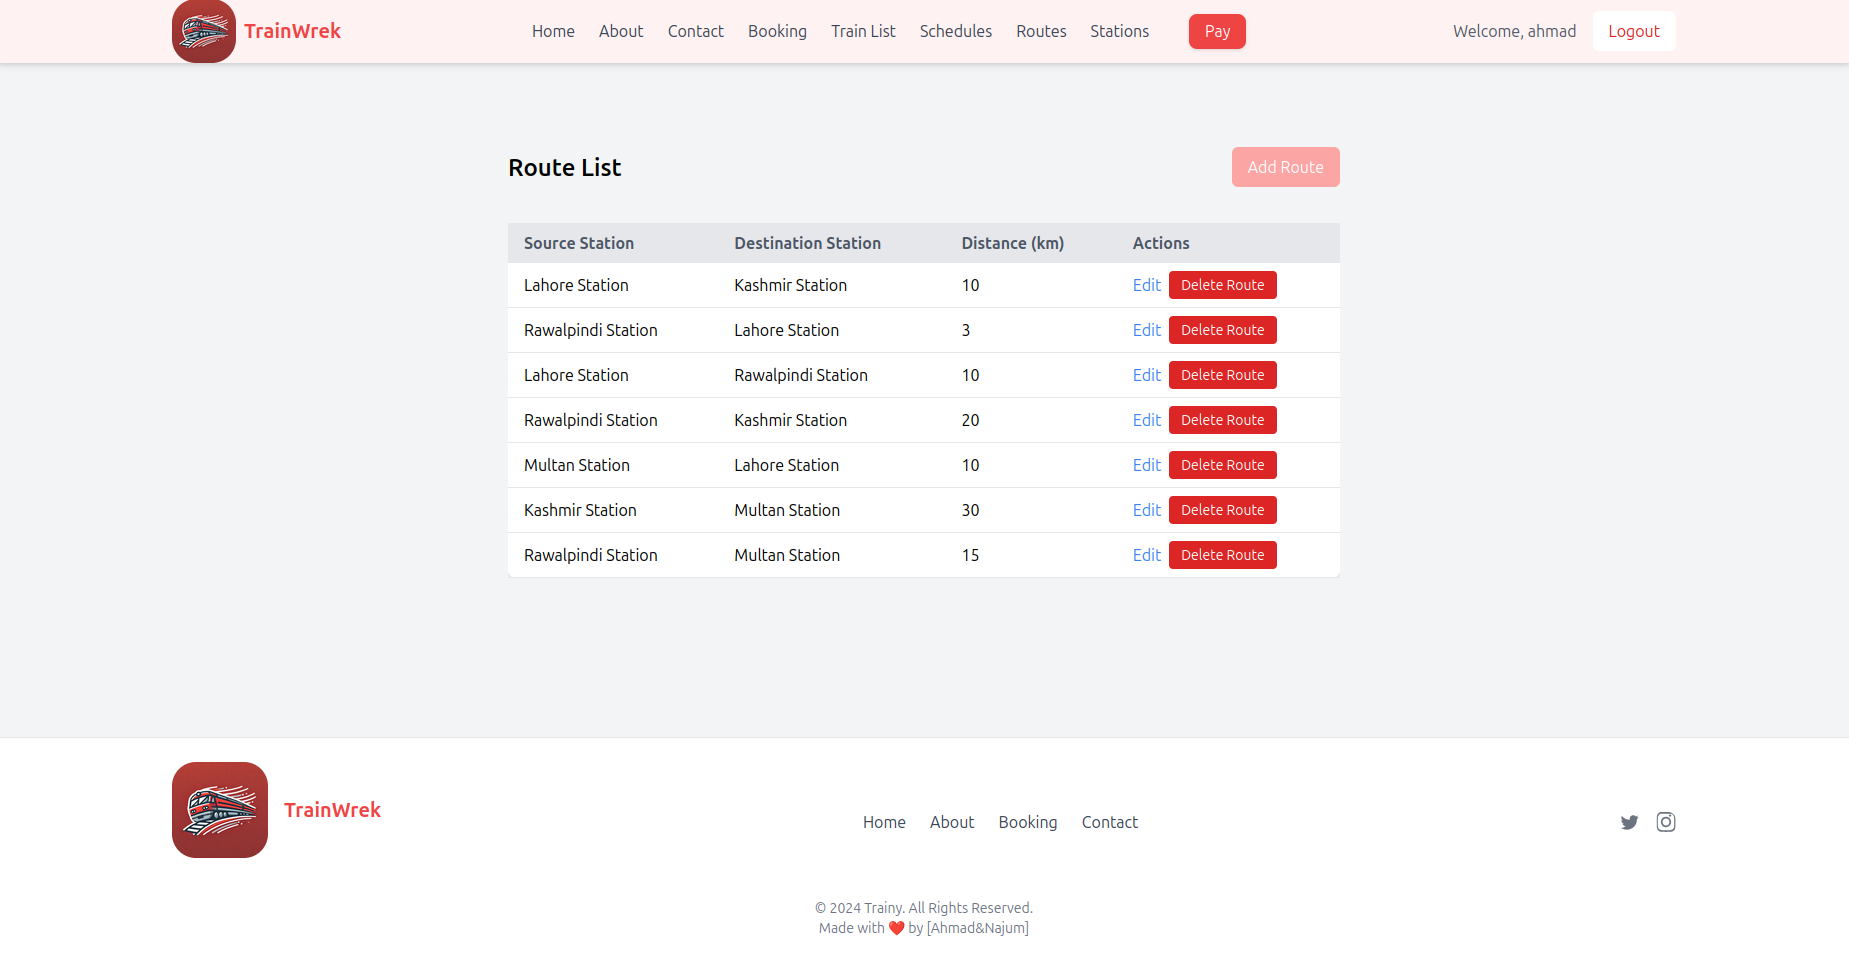 TrainWrek Home About Contact Booking Train List Schedules Routes Stations Pay Welcome, ahmad Logout
Route List Add Route
Source Station Destination Station Distance (km) Actions
Lahore Station Kashmir Station 10 Edit Delete Route
Rawalpindi Station Lahore Station 3 Edit Delete Route
Lahore Station Rawalpindi Station 10 Edit Delete Route
Rawalpindi Station Kashmir Station 20 Edit Delete Route
Multan Station Lahore Station 10 Edit Delete Route
Kashmir Station Multan Station 30 Edit Delete Route
Rawalpindi Station Multan Station 15 Edit Delete Route
TrainWrek
Home About Booking Contact
© 2024 Trainy. All Rights Reserved.
Made with ❤️ by [Ahmad&Najum]